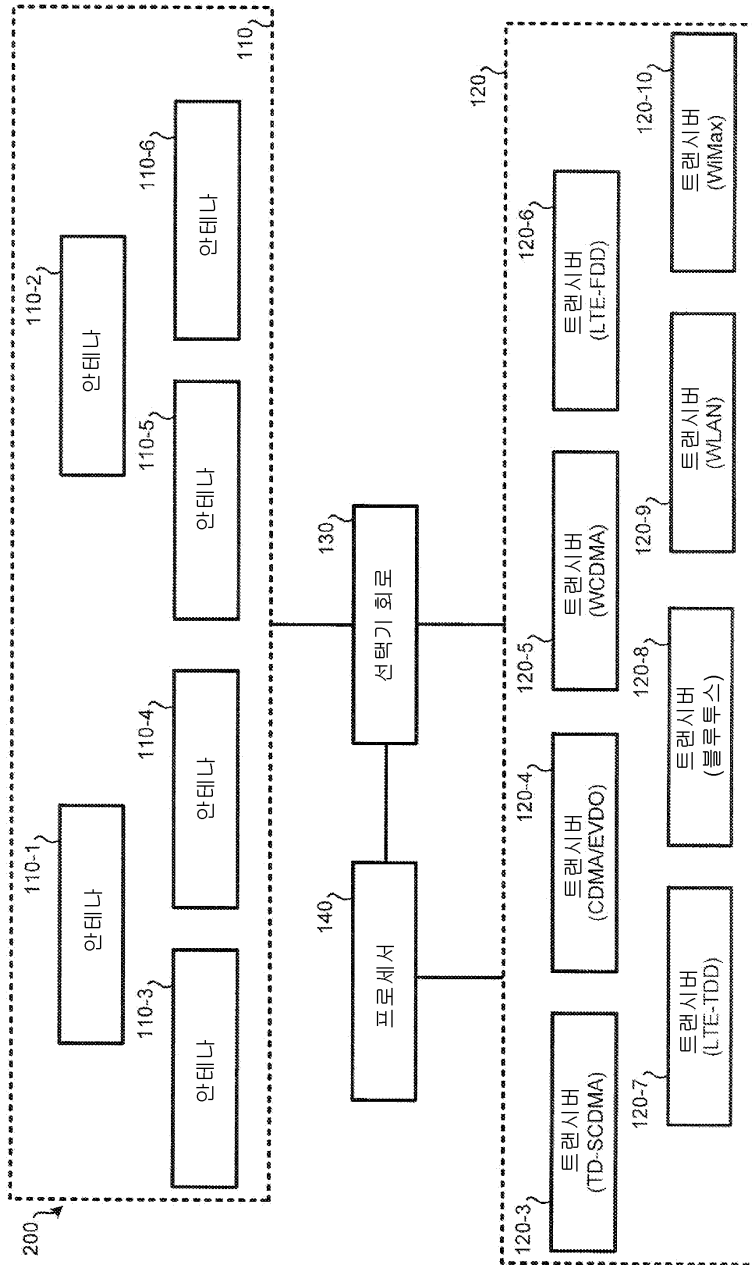 200
110
110-1
안테나
110-2
안테나
110-3
안테나
110-4
안테나
110-5
안테나
110-6
안테나
140
프로세서
130
선택기 회로
120
120-3
트랜시버
(TD-SCDMA)
120-4
트랜시버
(CDMA/EVDO)
120-5
트랜시버
(WCDMA)
120-6
트랜시버
(LTE-FDD)
120-7
트랜시버
(LTE-TDD)
120-8
트랜시버
(블루투스)
120-9
트랜시버
(WLAN)
120-10
트랜시버
(WiMax)